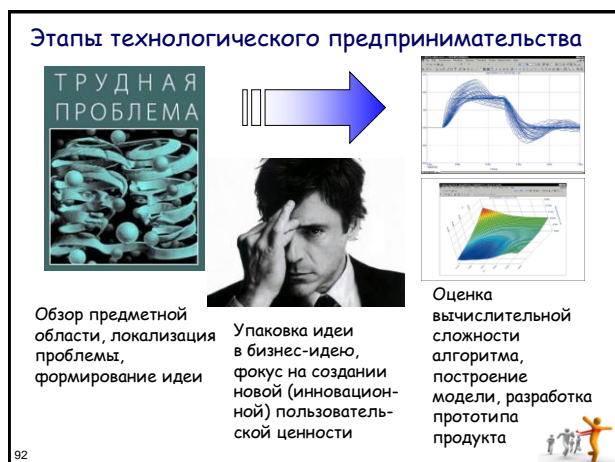 Этапы технологического предпринимательства
ТРУДНАЯ
ПРОБЛЕМА
Обзор предметной
области, локализация
проблемы,
формирование идеи
Упаковка идеи
в бизнес-идею,
фокус на создании
новой (инновацион-
ной) пользователь-
ской ценности
Оценка
вычислительной
сложности
алгоритма,
построение
модели, разработка
прототипа
продукта
92